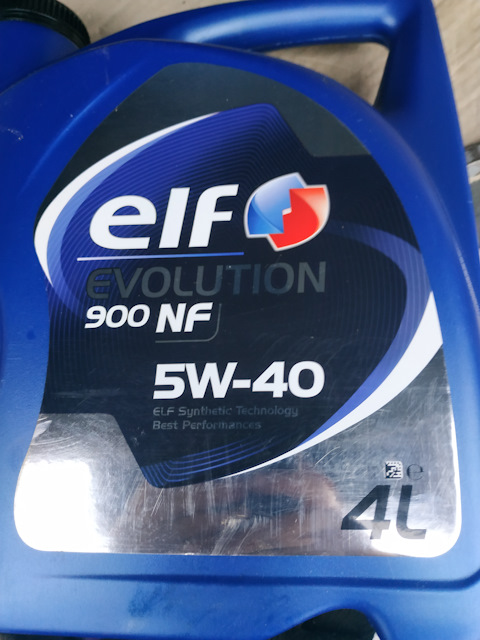 elf
EVOLUTION
900 NF
5W-40
ELF Synthetic Technology
Best Performances
e
4L